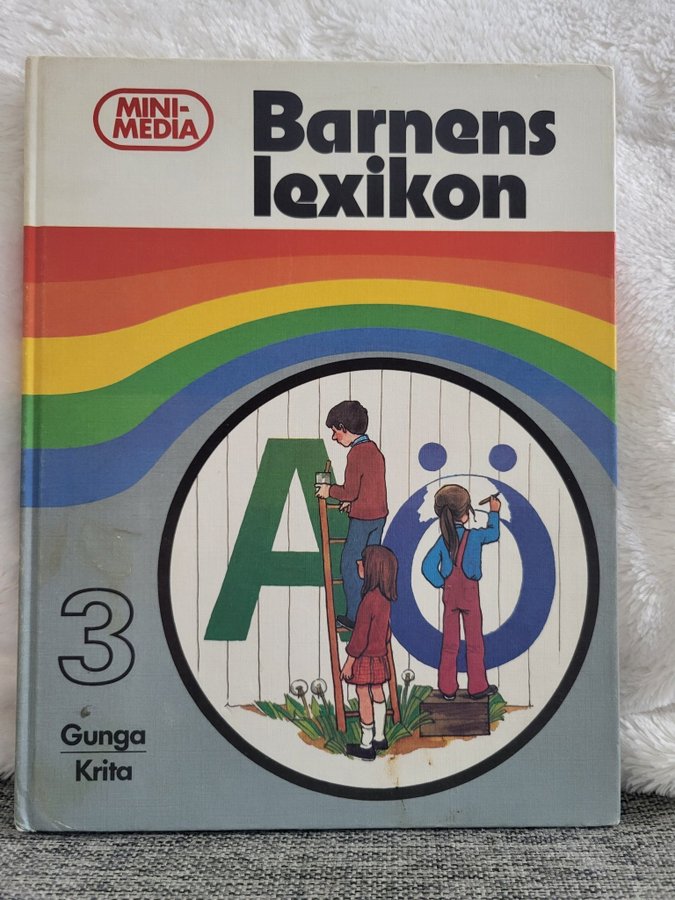 MINI-
MEDIA
Barnens
lexikon
A Ö
3
Gunga
Krita